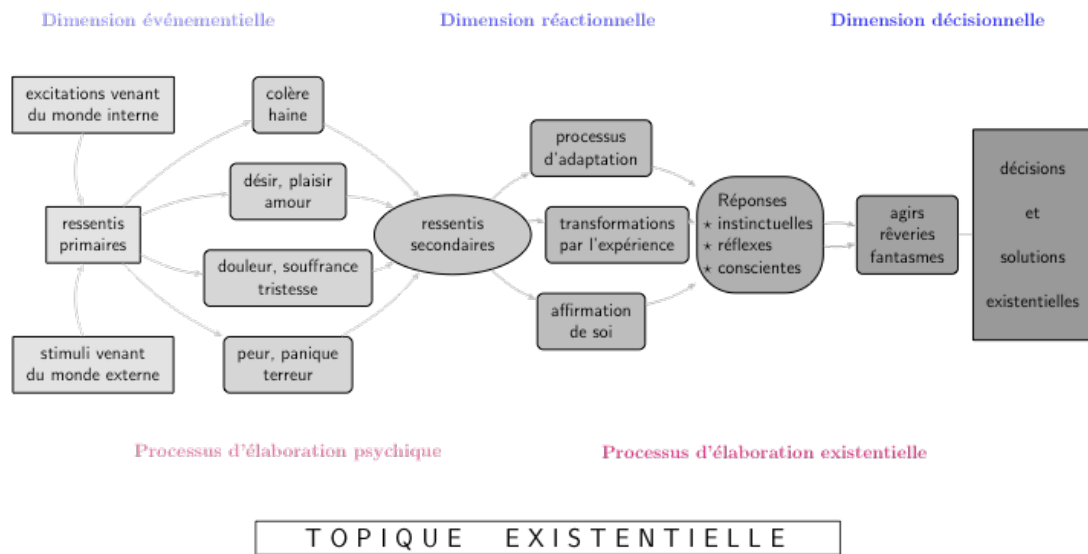 Dimension événementielle
Dimension réactionnelle
Dimension décisionnelle
excitations venant
du monde interne
ressentis
primaires
stimuli venant
du monde externe
colère
haine
désir, plaisir
amour
douleur, souffrance
tristesse
peur, panique
terreur
ressentis
secondaires
processus
d'adaptation
transformations
par l'expérience
affirmation
de soi
Réponses
⋆ instinctuelles
⋆ réflexes
⋆ conscientes
agirs
rêveries
fantasmes
décisions
et
solutions
existentielles
Processus d'élaboration psychique
Processus d'élaboration existentielle
TOPIQUE EXISTENTIELLE